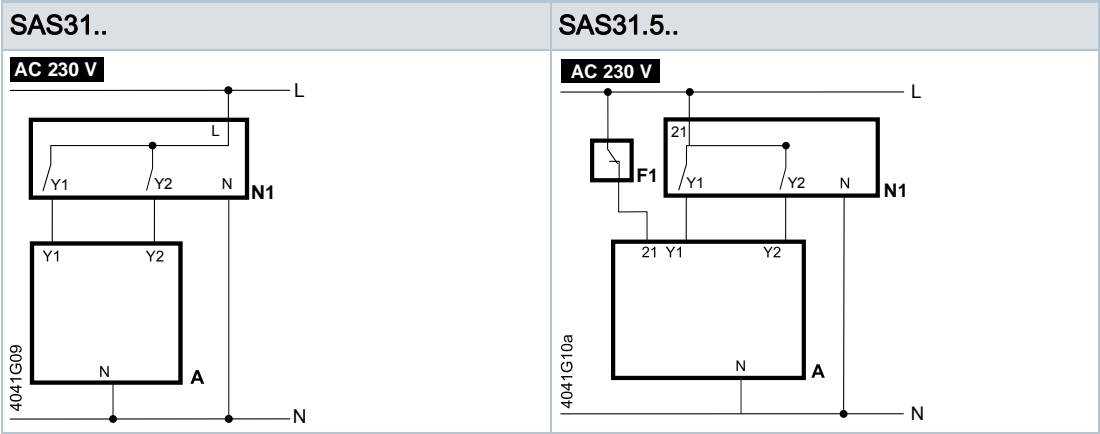 SAS31..
SAS31.5..
AC 230 V
L
L
Y1
Y2
N
N1
Y1
Y2
N
A
4041G09
N
AC 230 V
L
21
F1
Y1
Y2
N
N1
21
Y1
Y2
N
A
4041G10a
N